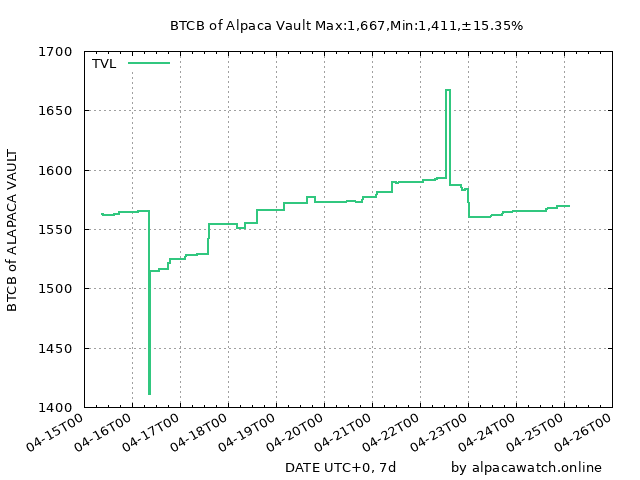 BTCB of Alpaca Vault Max:1,667,Min:1,411,±15.35%
TVL
1700
1650
1600
1550
1500
1450
1400
BTCB of ALAPACA VAULT
04-15T00
04-16T00
04-17T00
04-18T00
04-19T00
04-20T00
04-21T00
04-22T00
04-23T00
04-24T00
04-25T00
04-26T00
DATE UTC+0, 7d
by alpacawatch.online